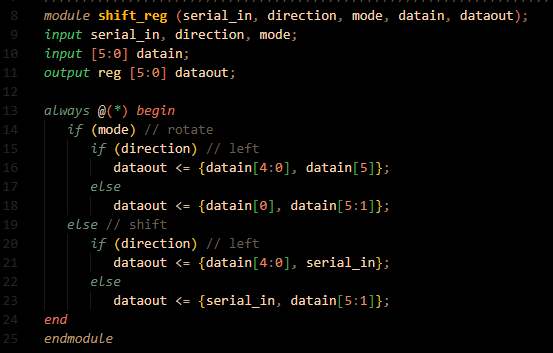 8 module shift_reg (serial_in, direction, mode, datain, dataout);
9 input serial_in, direction, mode;
10 input [5:0] datain;
11 output reg [5:0] dataout;
12
13 always @(*) begin
14 if (mode) // rotate
15 if (direction) // left
16 dataout <= {datain[4:0], datain[5]};
17 else
18 dataout <= {datain[0], datain[5:1]};
19 else // shift
20 if (direction) // left
21 dataout <= {datain[4:0], serial_in};
22 else
23 dataout <= {serial_in, datain[5:1]};
24 end
25 endmodule